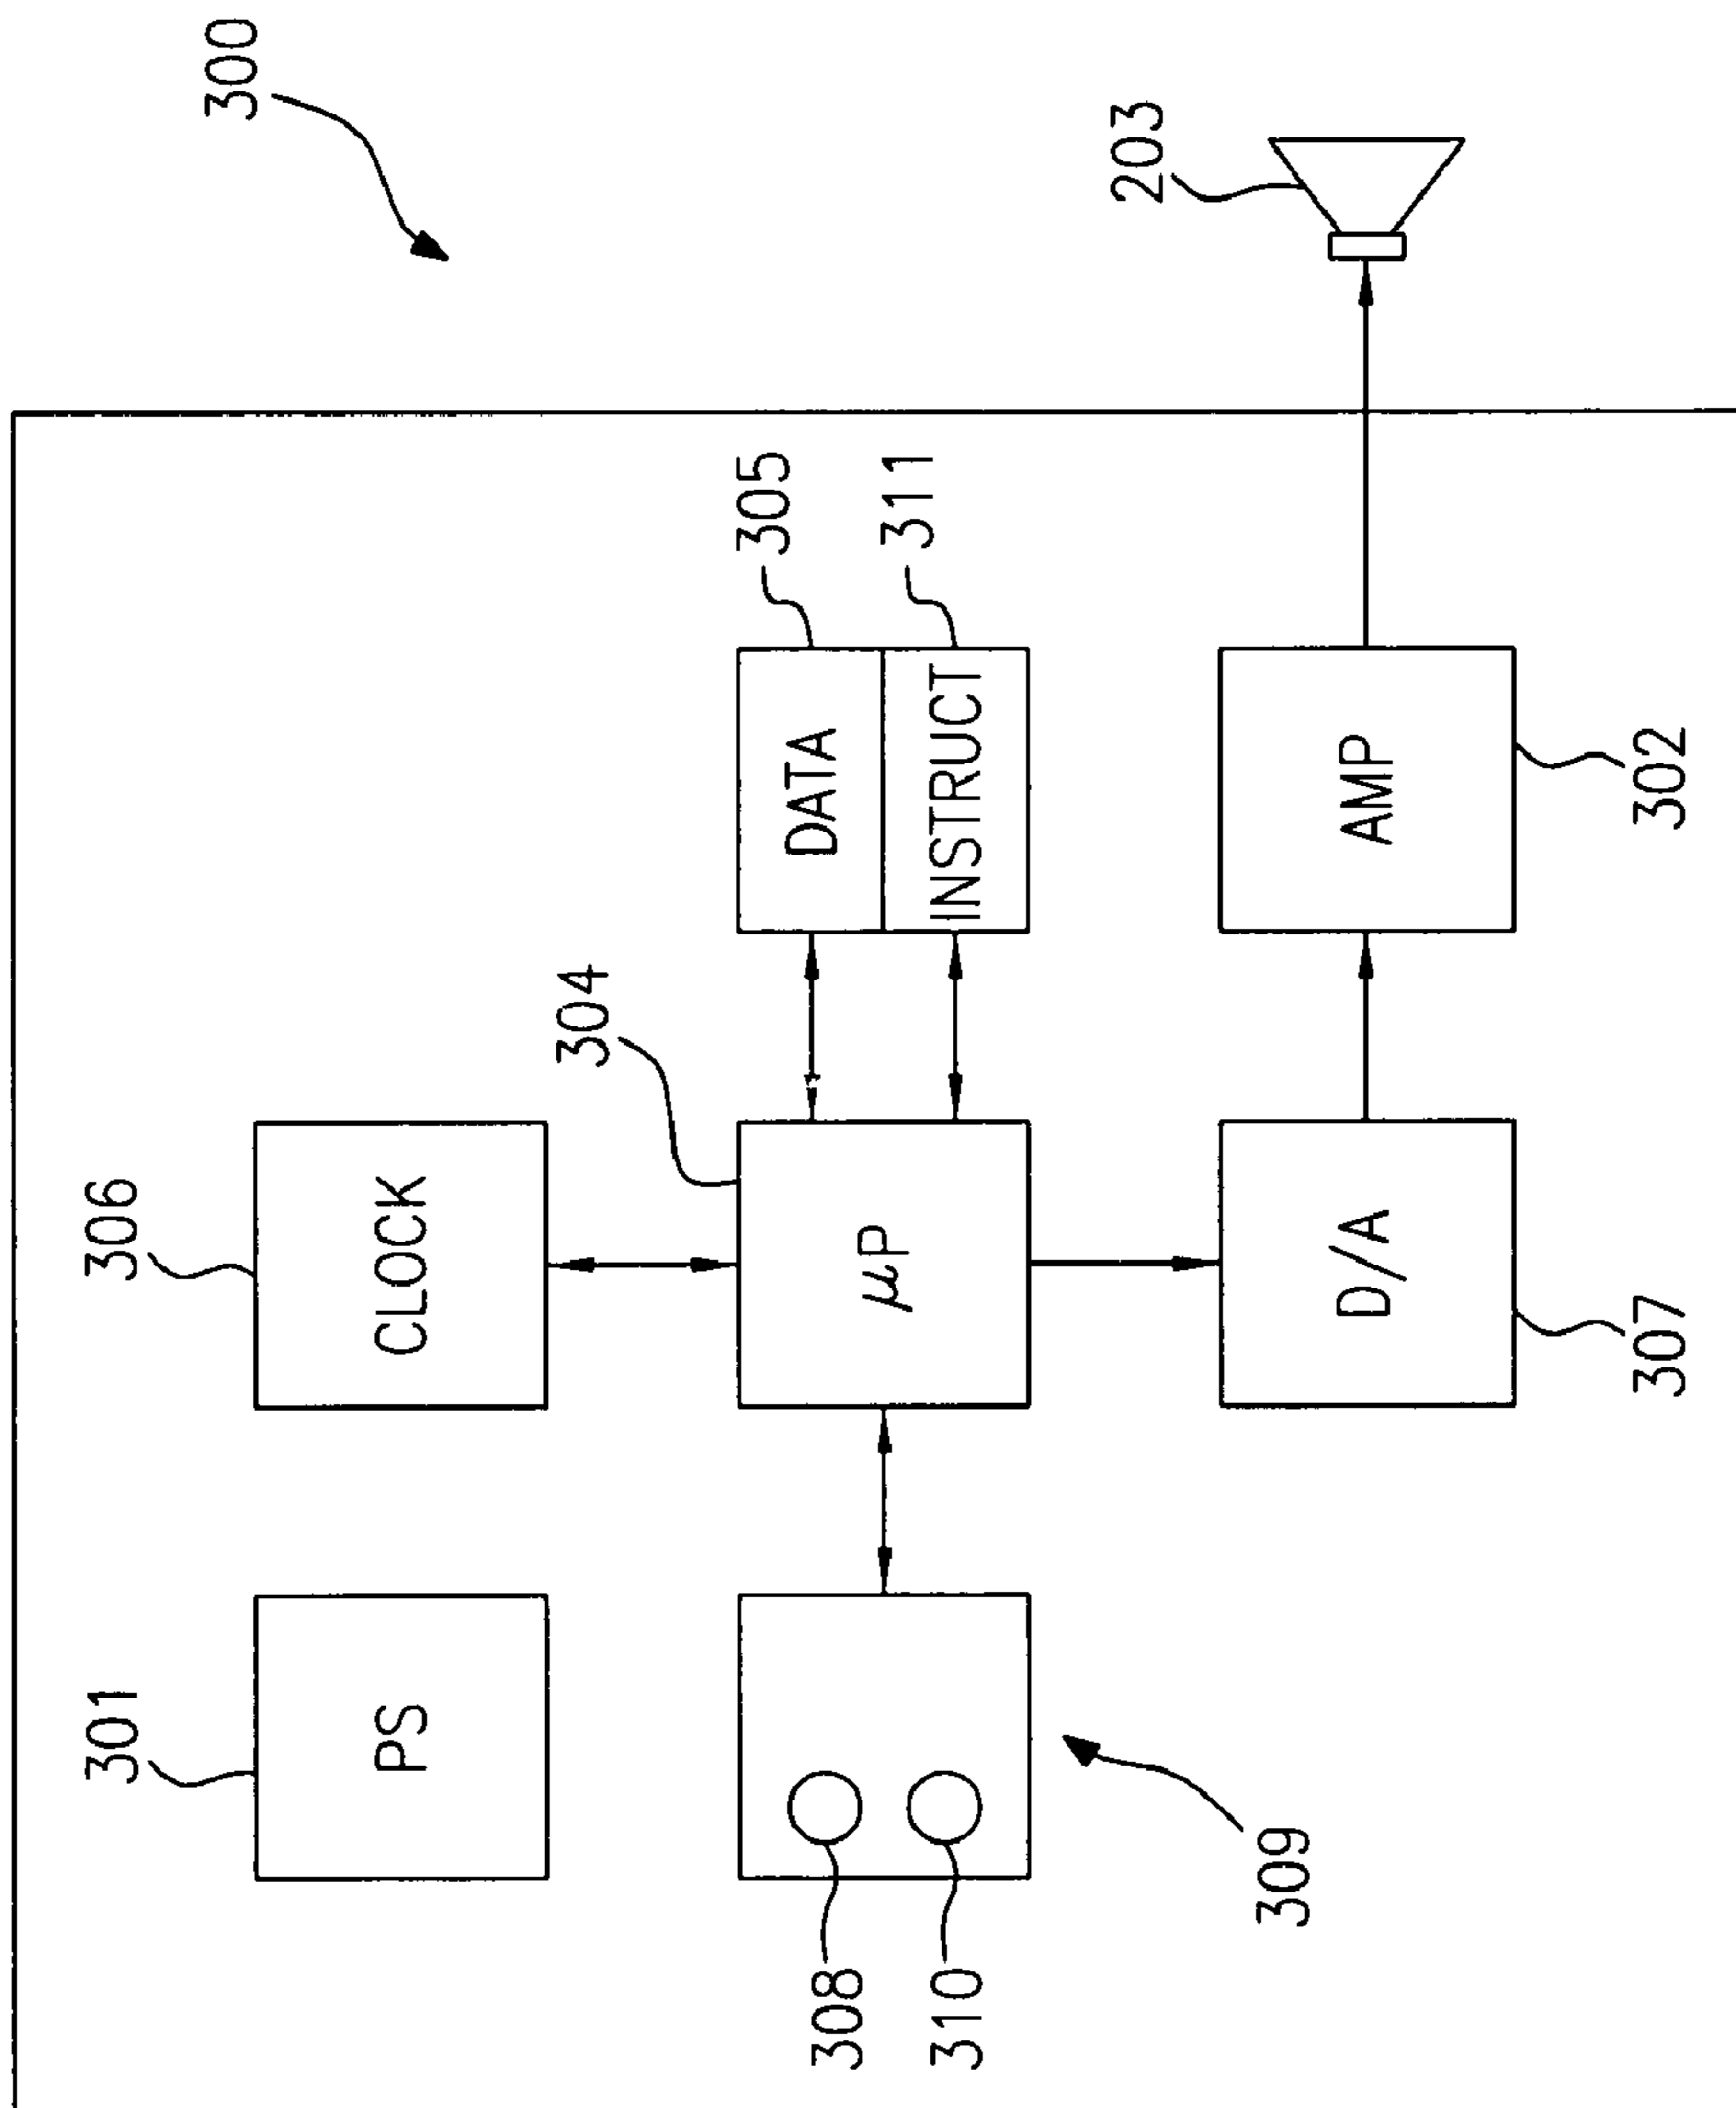 300
301
306
PS
CLOCK
304
305
308
µP
DATA
310
INSTRUCT
311
203
309
D/A
AMP
307
302